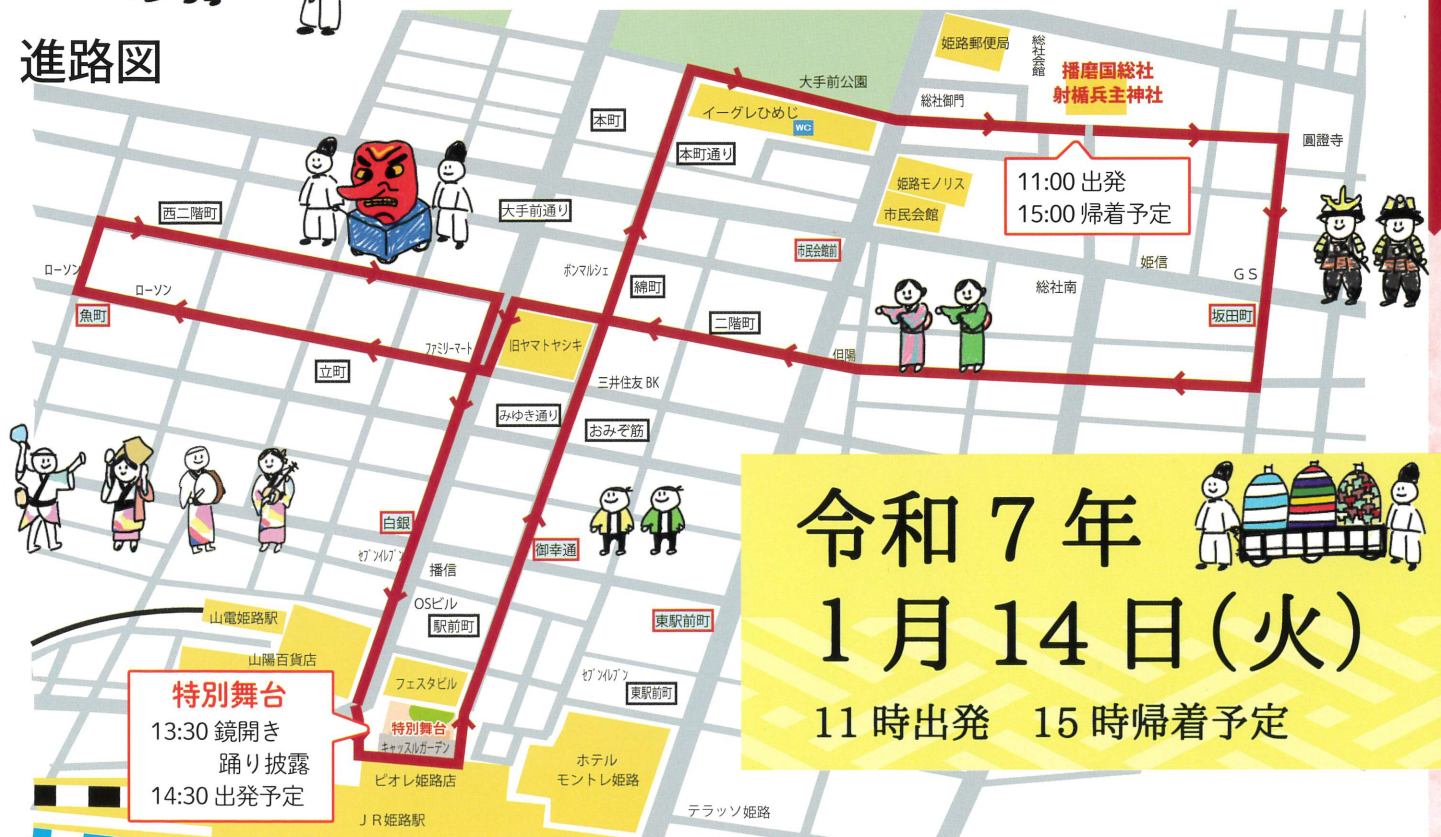 進路図
姫路郵便局
総社会館
播磨国総社
射楯兵主神社
大手前公園
総社御門
イーグレひめじ
WC
本町
本町通り
圓證寺
姫路モノリス
市民会館
11:00 出発
15:00 帰着予定
西二階町
大手前通り
市民会館前
ボンマルシェ
姫信
ＧＳ
ローソン
ローソン
綿町
総社南
魚町
二階町
坂田町
ファミリーマート
旧ヤマトヤシキ
但陽
立町
三井住友 BK
みゆき通り
おみぞ筋
白銀
セブンイレブン
御幸通
播信
OSビル
駅前町
東駅前町
山電姫路駅
山陽百貨店
フェスタビル
セブンイレブン
東駅前町
特別舞台
13:30 鏡開き
踊り披露
14:30 出発予定
特別舞台
キャッスルガーデン
ピオレ姫路店
ホテル
モントレ姫路
ＪＲ姫路駅
テラッソ姫路
令和 7 年
1 月 14 日(火)
11 時出発　15 時帰着予定